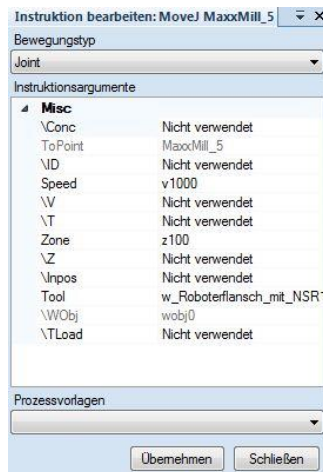 Instruktion bearbeiten: MoveJ MaxxMill_5
Bewegungstyp
Joint
Instruktionsargumente
Misc
\Conc Nicht verwendet
ToPoint MaxxMill_5
\ID Nicht verwendet
Speed v1000
\V Nicht verwendet
\T Nicht verwendet
Zone z100
\Z Nicht verwendet
\Inpos Nicht verwendet
Tool w_Roboterflansch_mit_NSR
\WObj wobj0
\TLoad Nicht verwendet
Prozessvorlagen
Übernehmen Schließen